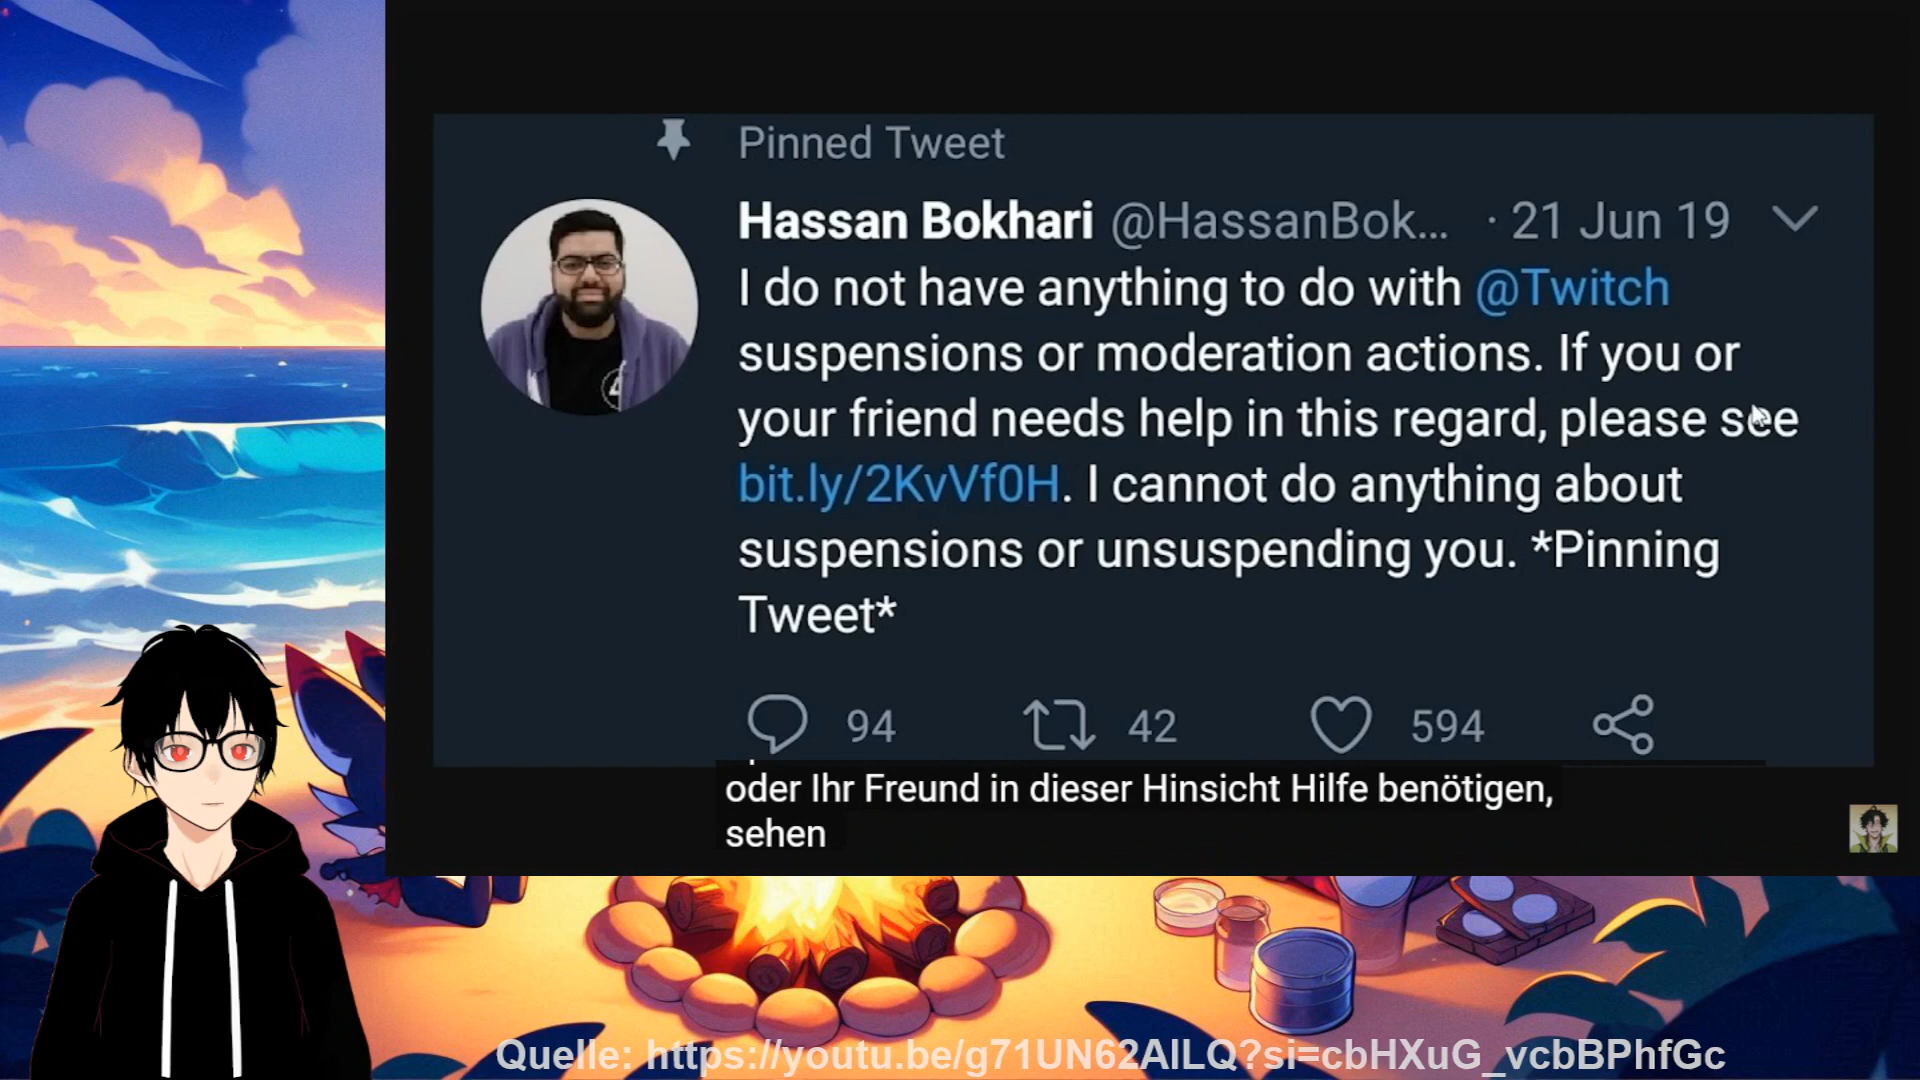 Pinned Tweet
Hassan Bokhari @HassanBok... · 21 Jun 19
I do not have anything to do with @Twitch
suspensions or moderation actions. If you or
your friend needs help in this regard, please see
bit.ly/2KvVf0H. I cannot do anything about
suspensions or unsuspending you. *Pinning
Tweet*
94 42 594
oder Ihr Freund in dieser Hinsicht Hilfe benötigen,
sehen
Quelle: https://youtu.be/g71UN62AILQ?si=cbHXuG_vcbBPhfGc